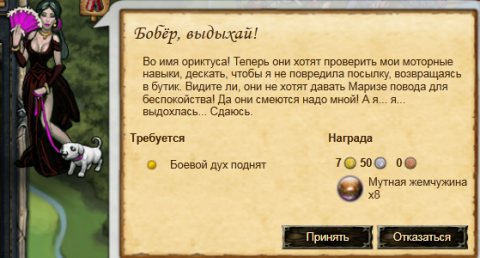 Бобёр, выдыхай!
Во имя ориктуса! Теперь они хотят проверить мои моторные
навыки, дескать, чтобы я не повредила посылку, возвращаясь
в бутик. Видите ли, они не хотят давать Маризе повода для
беспокойства! Да они смеются надо мной! А я... я...
выдохлась... Сдаюсь.
Требуется
Награда
Боевой дух поднят
7 50 0
Мутная жемчужина
x8
Принять
Отказаться